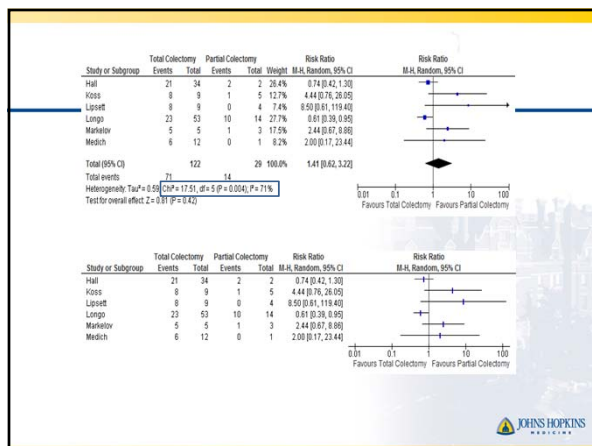 Total Colectomy Partial Colectomy Risk Ratio Risk Ratio
Study or Subgroup Events Total Events Total Weight M-H, Random, 95% CI M-H, Random, 95% CI
Hall 21 34 2 2 26.4% 0.74 [0.42, 1.30]
Koss 8 9 1 5 12.7% 4.44 [0.76, 26.05]
Lipsett 8 9 0 4 7.1% 8.50 [0.61, 119.40]
Longo 23 53 10 14 27.7% 0.61 [0.39, 0.95]
Markelov 5 5 1 3 17.9% 2.44 [0.67, 8.86]
Medich 6 12 0 1 8.2% 2.00 [0.17, 23.44]
Total (95% CI) 122 29 100.0% 1.41 [0.62, 3.22]
Total events 71 14
Heterogeneity: Tau² = 0.59; Chi² = 17.51, df = 5 (P = 0.004); I² = 71%
Test for overall effect: Z = 0.81 (P = 0.42)
0.01 0.1 1 10 100
Favours Total Colectomy Favours Partial Colectomy
Total Colectomy Partial Colectomy Risk Ratio Risk Ratio
Study or Subgroup Events Total Events Total M-H, Random, 95% CI M-H, Random, 95% CI
Hall 21 34 2 2 0.74 [0.42, 1.30]
Koss 8 9 1 5 4.44 [0.76, 26.05]
Lipsett 8 9 0 4 8.50 [0.61, 119.40]
Longo 23 53 10 14 0.61 [0.39, 0.95]
Markelov 5 5 1 3 2.44 [0.67, 8.86]
Medich 6 12 0 1 2.00 [0.17, 23.44]
0.01 0.1 1 10 100
Favours Total Colectomy Favours Partial Colectomy
JOHNS HOPKINS
MEDICINE